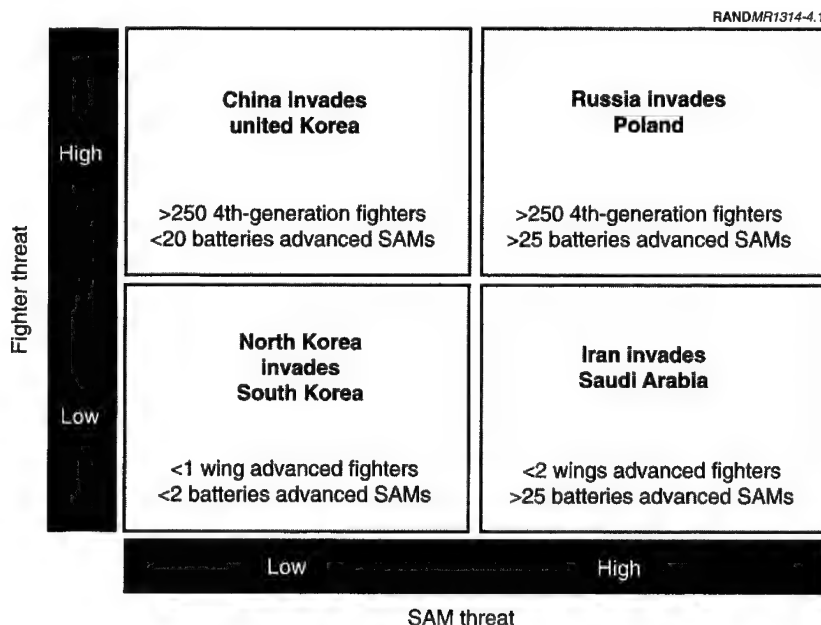 RANDMR1314-4.1
China invades
united Korea
>250 4th-generation fighters
<20 batteries advanced SAMs
Russia invades
Poland
>250 4th-generation fighters
>25 batteries advanced SAMs
High
Fighter threat
Low
North Korea
invades
South Korea
<1 wing advanced fighters
<2 batteries advanced SAMs
Iran invades
Saudi Arabia
<2 wings advanced fighters
>25 batteries advanced SAMs
Low
High
SAM threat